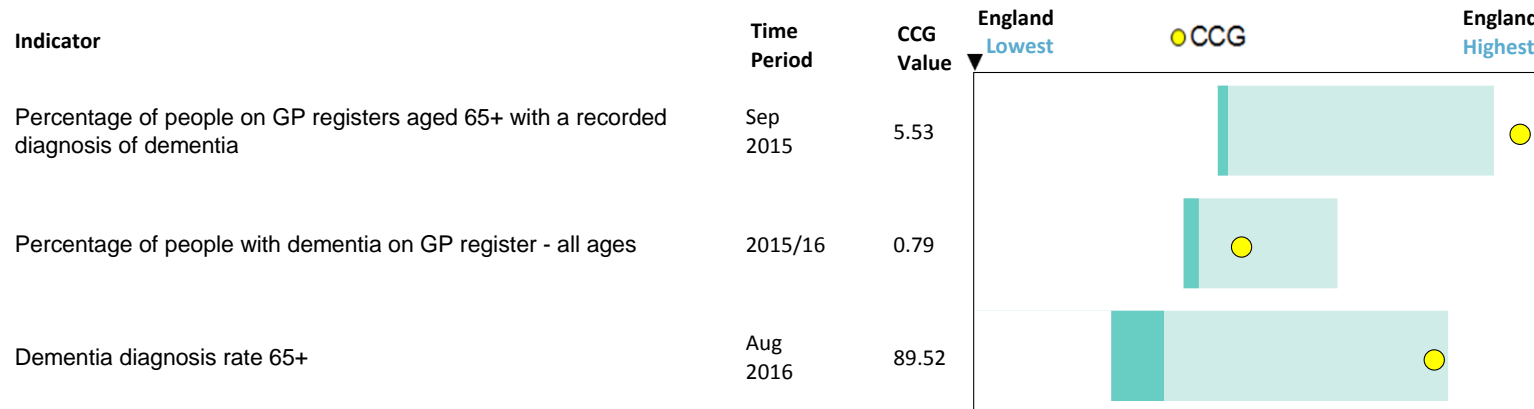 Indicator
Time
Period
CCG
Value
England
Lowest
CCG
England
Highest
Percentage of people on GP registers aged 65+ with a recorded
diagnosis of dementia
Sep
2015
5.53
Percentage of people with dementia on GP register - all ages
2015/16
0.79
Dementia diagnosis rate 65+
Aug
2016
89.52